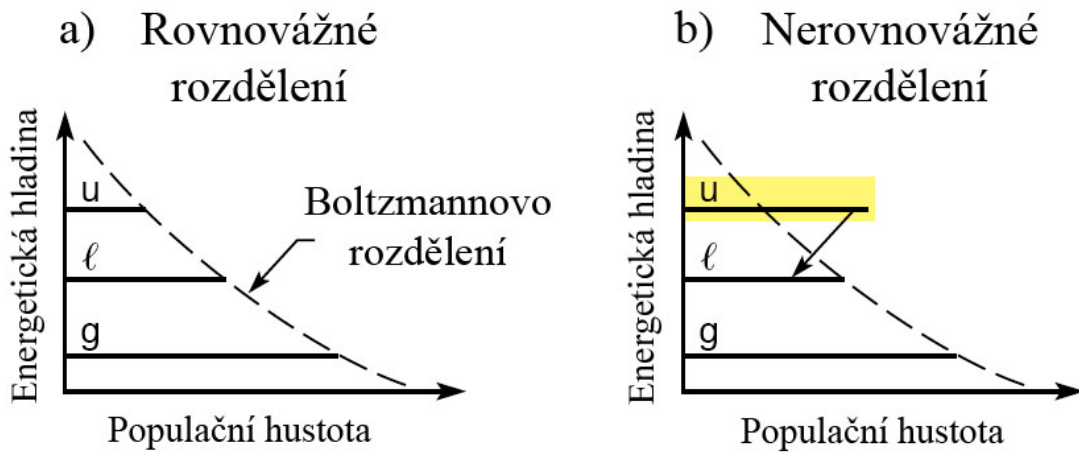 a) Rovnovážné
rozdělení
Energetická hladina
u
ℓ
g
Boltzmannovo
rozdělení
Populační hustota
b) Nerovnovážné
rozdělení
Energetická hladina
u
ℓ
g
Populační hustota